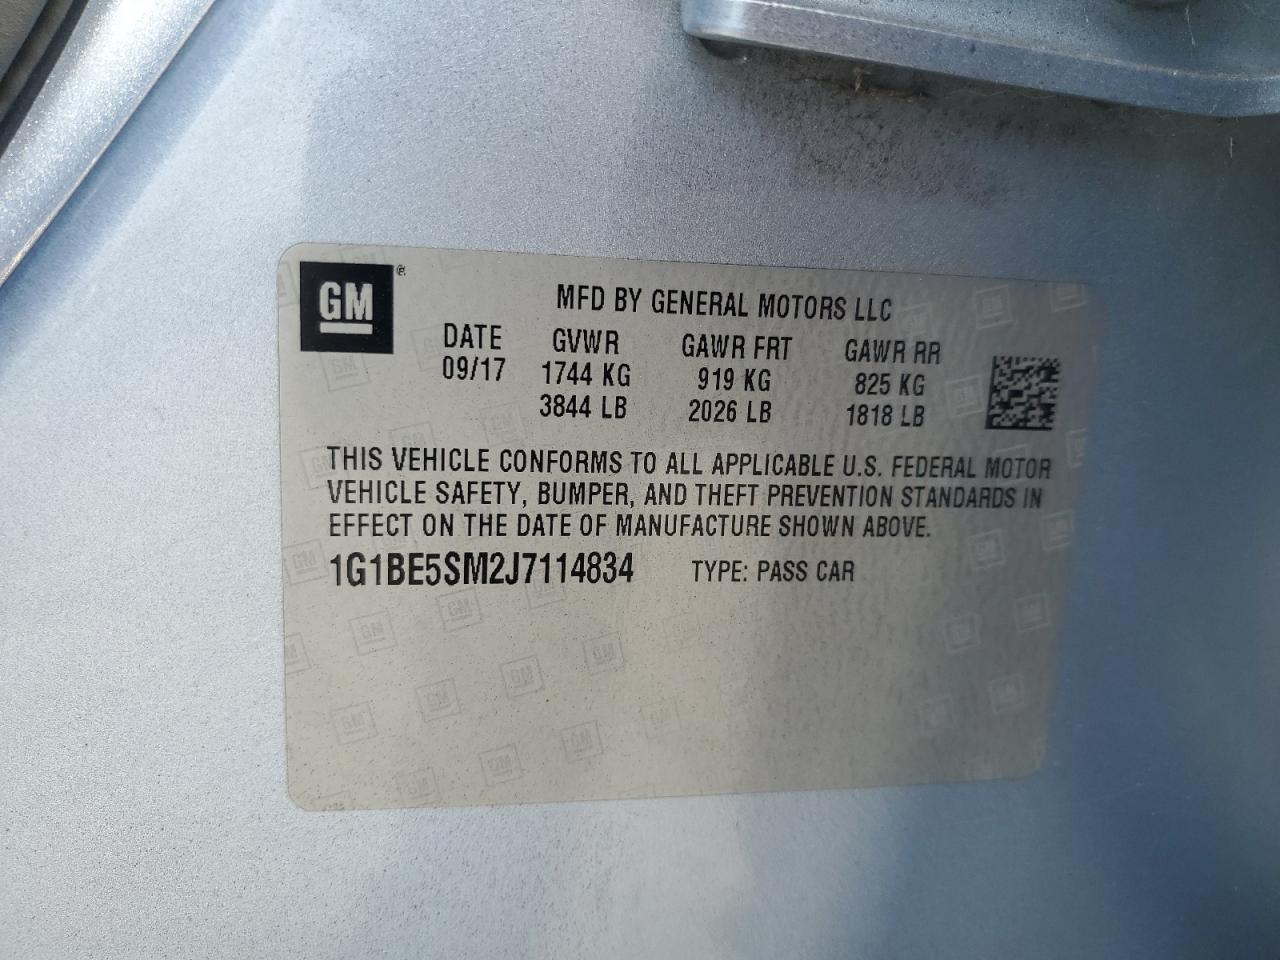 GM ®
MFD BY GENERAL MOTORS LLC
DATE GVWR GAWR FRT GAWR RR
09/17 1744 KG 919 KG 825 KG
3844 LB 2026 LB 1818 LB
THIS VEHICLE CONFORMS TO ALL APPLICABLE U.S. FEDERAL MOTOR
VEHICLE SAFETY, BUMPER, AND THEFT PREVENTION STANDARDS IN
EFFECT ON THE DATE OF MANUFACTURE SHOWN ABOVE.
1G1BE5SM2J7114834 TYPE: PASS CAR